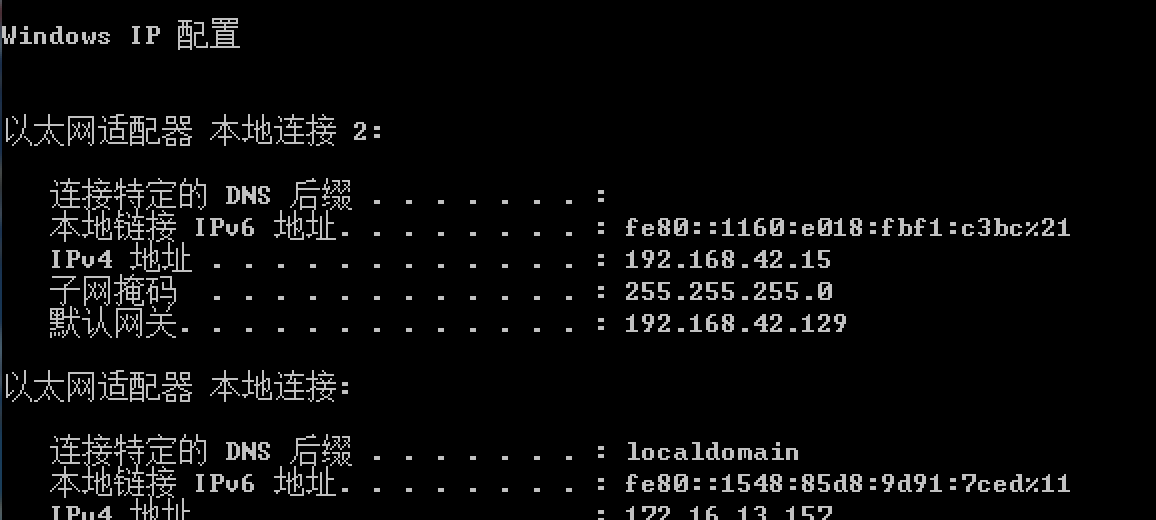 Windows IP 配置
以太网适配器 本地连接 2:
连接特定的 DNS 后缀 . . . . . . . :
本地链接 IPv6 地址. . . . . . . . : fe80::1160:e018:fbf1:c3bc%21
IPv4 地址 . . . . . . . . . . . . : 192.168.42.15
子网掩码  . . . . . . . . . . . . : 255.255.255.0
默认网关. . . . . . . . . . . . . : 192.168.42.129
以太网适配器 本地连接:
连接特定的 DNS 后缀 . . . . . . . : localdomain
本地链接 IPv6 地址. . . . . . . . : fe80::1548:85d8:9d91:7ced%11
IPv4 地址 . . . . . . . . . . . . : 172.16.13.157